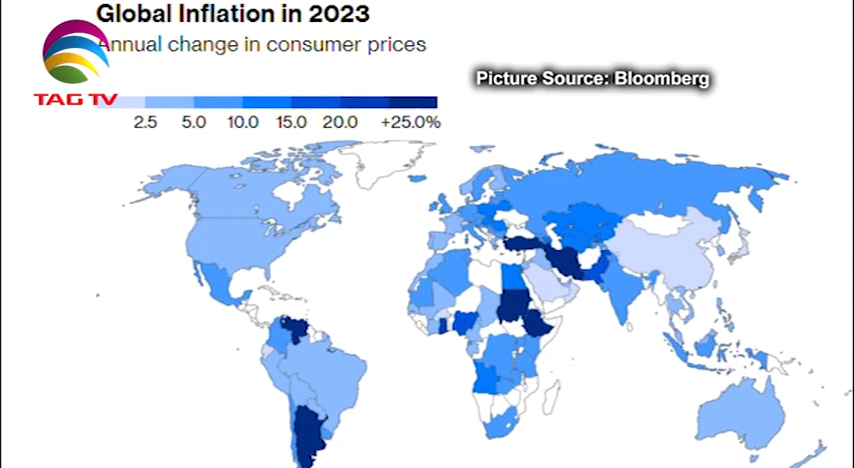 Global Inflation in 2023
Annual change in consumer prices
Picture Source: Bloomberg
TAG TV
2.5 5.0 10.0 15.0 20.0 +25.0%